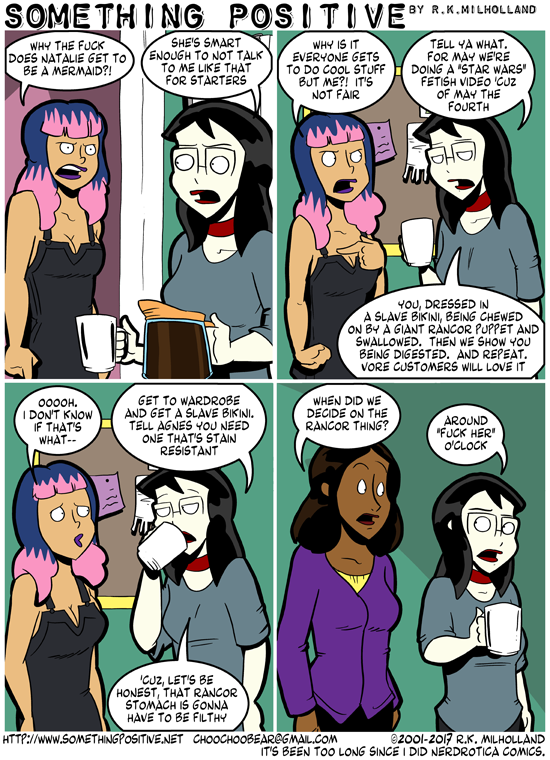 SOMETHING POSITIVE BY R.K.MILHOLLAND
WHY THE FUCK
DOES NATALIE GET TO
BE A MERMAID?!
SHE'S SMART
ENOUGH TO NOT TALK
TO ME LIKE THAT
FOR STARTERS
WHY IS IT
EVERYONE GETS
TO DO COOL STUFF
BUT ME?! IT'S
NOT FAIR
TELL YA WHAT.
FOR MAY WE'RE
DOING A "STAR WARS"
FETISH VIDEO 'CUZ
OF MAY THE
FOURTH
YOU, DRESSED IN
A SLAVE BIKINI, BEING CHEWED
ON BY A GIANT RANCOR PUPPET AND
SWALLOWED. THEN WE SHOW YOU
BEING DIGESTED. AND REPEAT.
VORE CUSTOMERS WILL LOVE IT
OOOOH.
I DON'T KNOW
IF THAT'S
WHAT--
GET TO WARDROBE
AND GET A SLAVE BIKINI.
TELL AGNES YOU NEED
ONE THAT'S STAIN
RESISTANT
'CUZ, LET'S BE
HONEST, THAT RANCOR
STOMACH IS GONNA
HAVE TO BE FILTHY
WHEN DID WE
DECIDE ON THE
RANCOR THING?
AROUND
"FUCK HER"
O'CLOCK
HTTP://WWW.SOMETHINGPOSITIVE.NET CHOOCHOOBEAR@GMAIL.COM ©2001-2017 R.K. MILHOLLAND
IT'S BEEN TOO LONG SINCE I DID NERDROTICA COMICS.